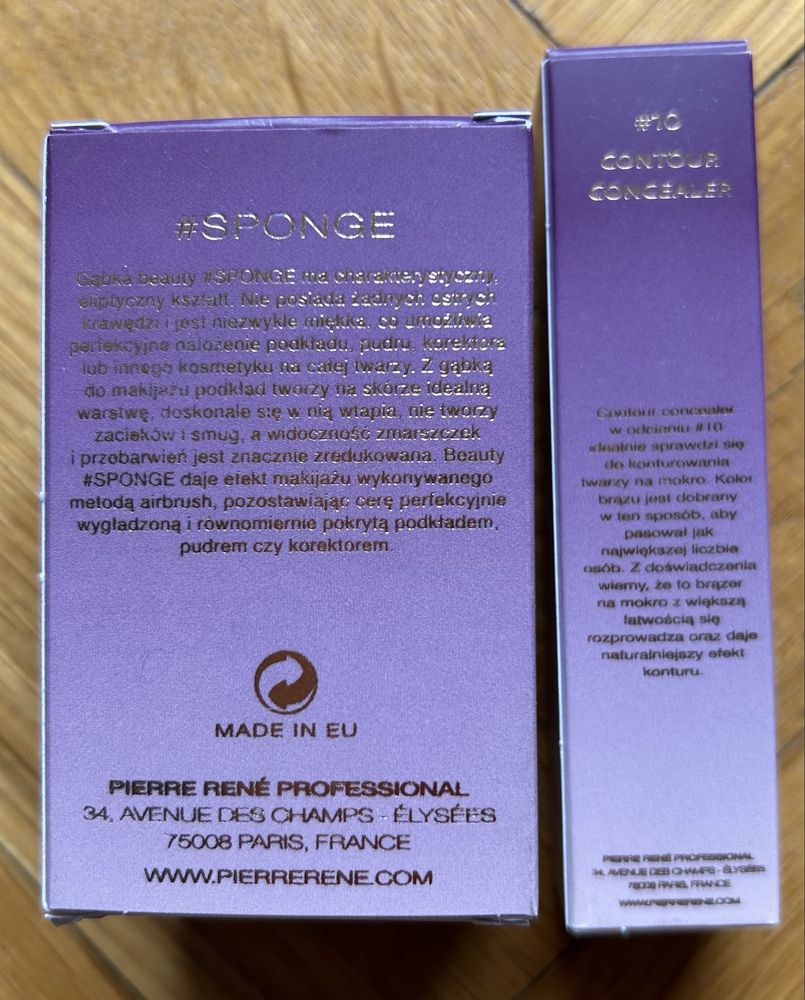 #SPONGE
Gąbka beauty #SPONGE ma charakterystyczny,
eliptyczny kształt. Nie posiada żadnych ostrych
krawędzi i jest niezwykle miękka, co umożliwia
perfekcyjne nałożenie podkładu, pudru, korektora
lub innego kosmetyku na całej twarzy. Z gąbką
do makijażu podkład tworzy na skórze idealną
warstwę, doskonale się w nią wtapia, nie tworzy
zacieków i smug, a widoczność zmarszczek
i przebarwień jest znacznie zredukowana. Beauty
#SPONGE daje efekt makijażu wykonywanego
metodą airbrush, pozostawiając cerę perfekcyjnie
wygładzoną i równomiernie pokrytą podkładem,
pudrem czy korektorem.
MADE IN EU
PIERRE RENÉ PROFESSIONAL
34, AVENUE DES CHAMPS - ÉLYSÉES
75008 PARIS, FRANCE
WWW.PIERRERENE.COM
#10
CONTOUR
CONCEALER
Contour concealer
w odcieniu #10
idealnie sprawdzi się
do konturowania
twarzy na mokro. Kolor
brązu jest dobrany
w ten sposób, aby
pasował jak
największej liczbie
osób. Z doświadczenia
wiemy, że to brązer
na mokro z większą
łatwością się
rozprowadza oraz daje
naturalniejszy efekt
konturu.
PIERRE RENÉ PROFESSIONAL
34, AVENUE DES CHAMPS - ÉLYSÉES
75008 PARIS, FRANCE
WWW.PIERRERENE.COM